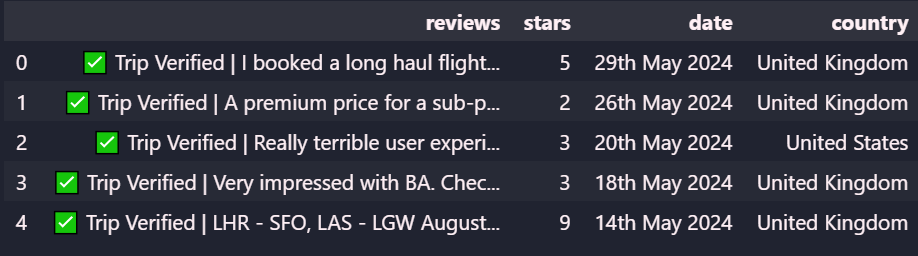 reviews stars date country
0 ✅ Trip Verified | I booked a long haul flight... 5 29th May 2024 United Kingdom
1 ✅ Trip Verified | A premium price for a sub-p... 2 26th May 2024 United Kingdom
2 ✅ Trip Verified | Really terrible user experi... 3 20th May 2024 United States
3 ✅ Trip Verified | Very impressed with BA. Chec... 3 18th May 2024 United Kingdom
4 ✅ Trip Verified | LHR - SFO, LAS - LGW August... 9 14th May 2024 United Kingdom